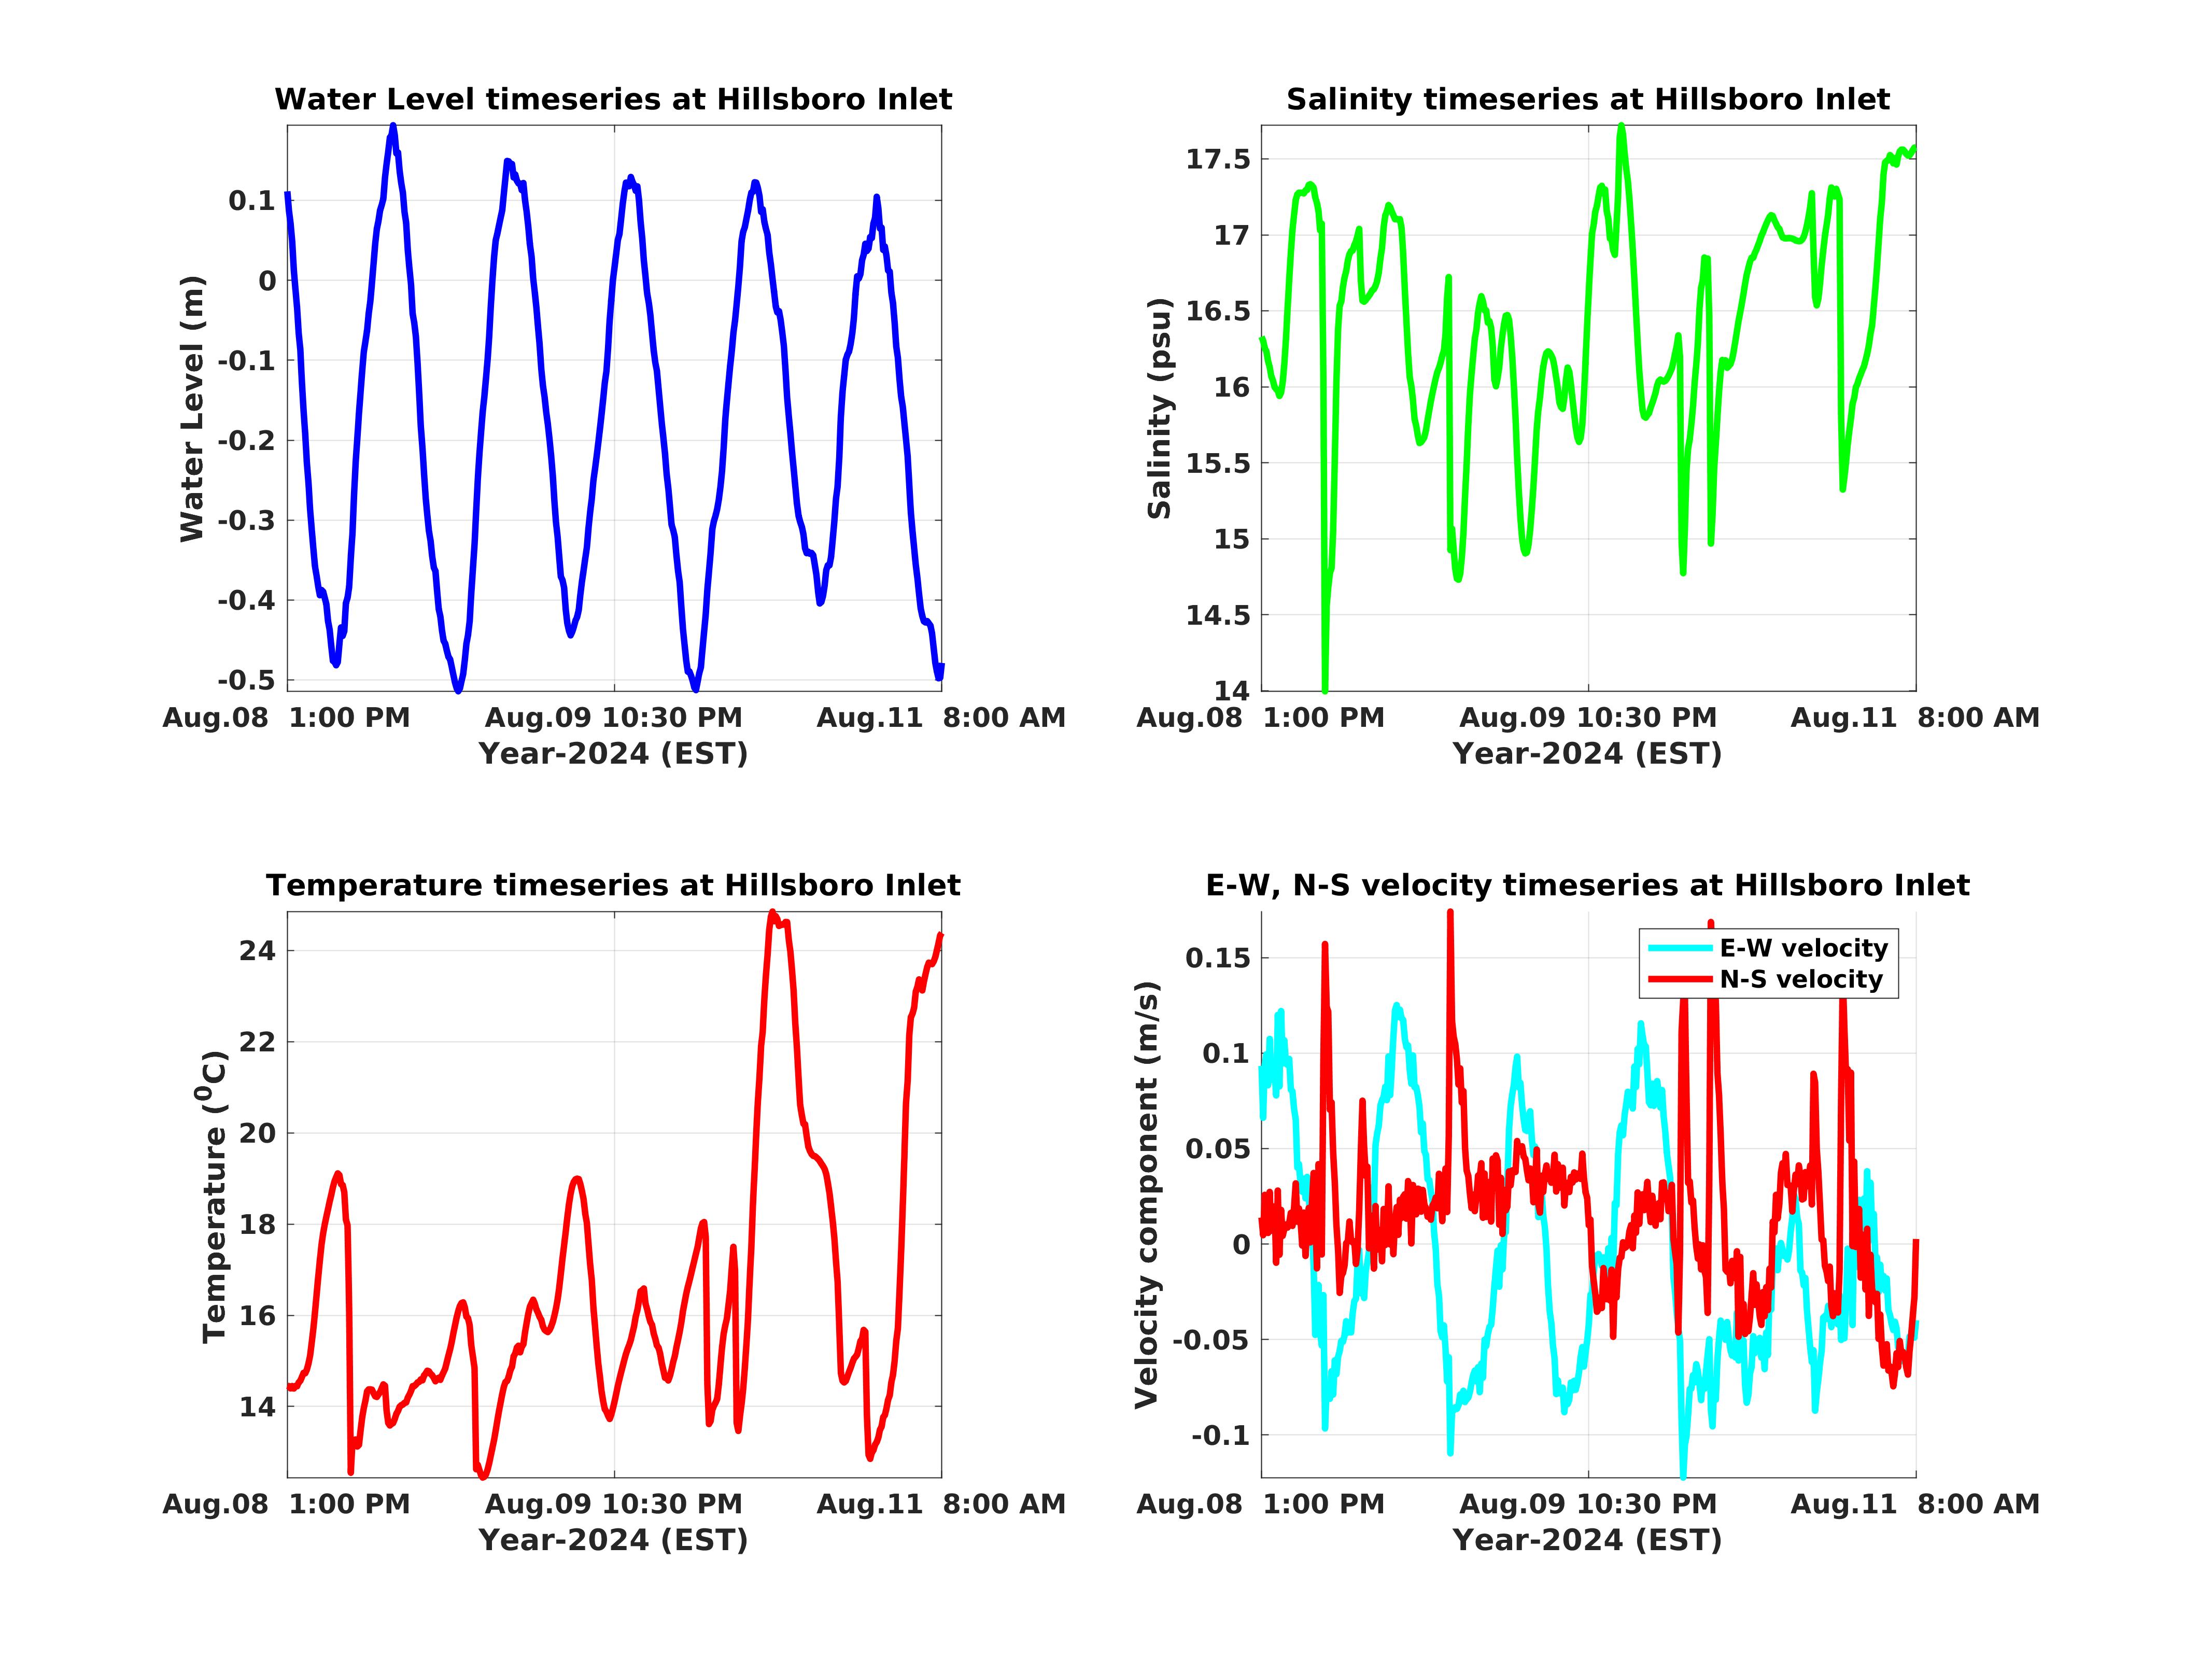 Water Level timeseries at Hillsboro Inlet
Water Level (m)
0.1
0
-0.1
-0.2
-0.3
-0.4
-0.5
Aug.08 1:00 PM
Aug.09 10:30 PM
Aug.11 8:00 AM
Year-2024 (EST)
Salinity timeseries at Hillsboro Inlet
Salinity (psu)
17.5
17
16.5
16
15.5
15
14.5
14
Aug.08 1:00 PM
Aug.09 10:30 PM
Aug.11 8:00 AM
Year-2024 (EST)
Temperature timeseries at Hillsboro Inlet
Temperature (⁰C)
24
22
20
18
16
14
Aug.08 1:00 PM
Aug.09 10:30 PM
Aug.11 8:00 AM
Year-2024 (EST)
E-W, N-S velocity timeseries at Hillsboro Inlet
Velocity component (m/s)
0.15
0.1
0.05
0
-0.05
-0.1
E-W velocity
N-S velocity
Aug.08 1:00 PM
Aug.09 10:30 PM
Aug.11 8:00 AM
Year-2024 (EST)